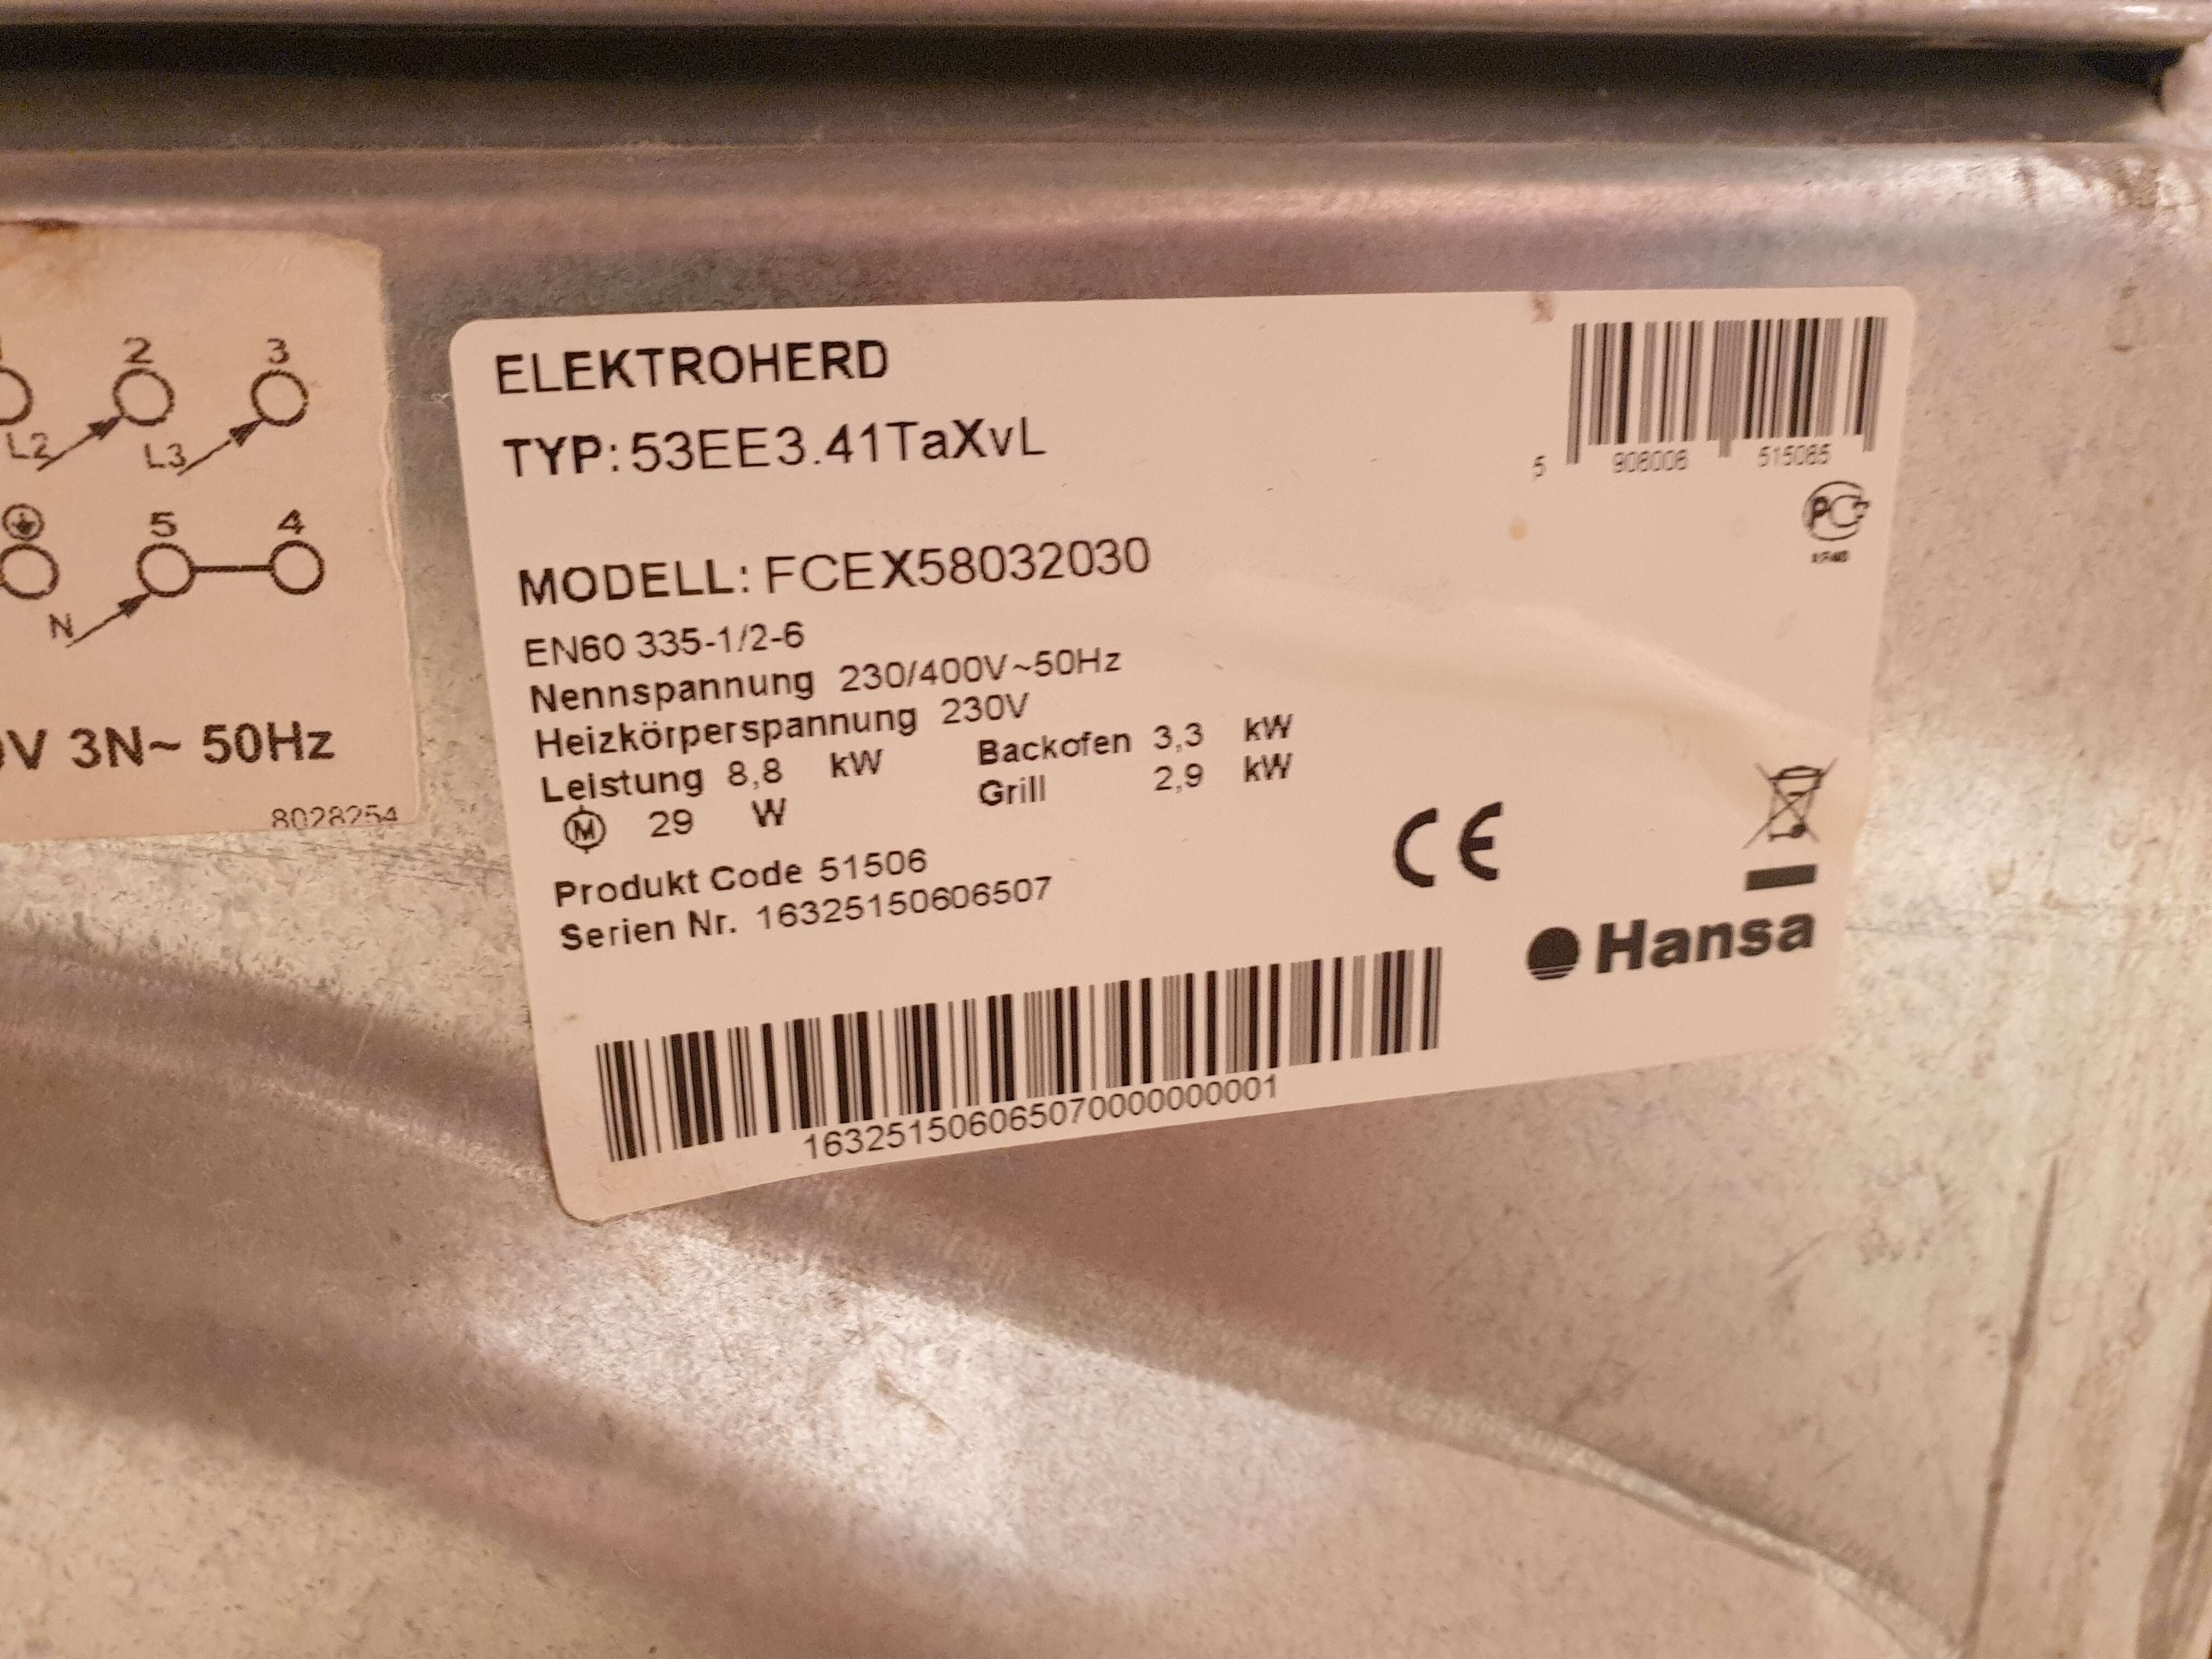 2
3
L2
L3
5
4
N
V 3N~ 50Hz
8028254
ELEKTROHERD
TYP: 53EE3.41TaXvL
MODELL: FCEX58032030
EN60 335-1/2-6
Nennspannung 230/400V~50Hz
Heizkörperspannung 230V
Leistung 8,8 kW Backofen 3,3 kW
M 29 W Grill 2,9 kW
Produkt Code 51506
Serien Nr. 16325150606507
163251506065070000000001
5 906006 515065
PC
CE
Hansa